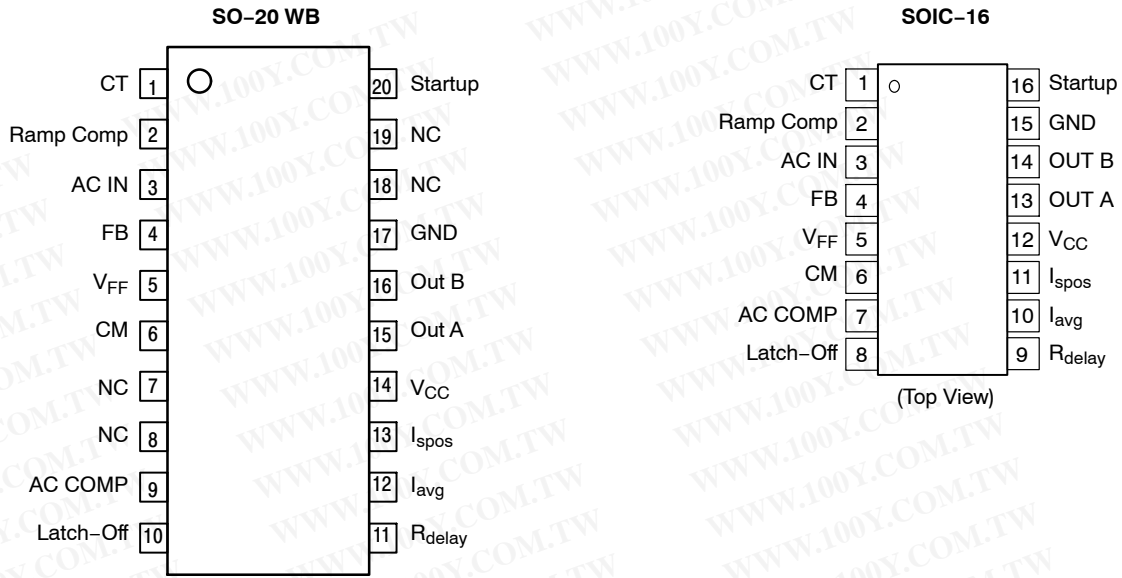 SO−20 WB
CT 1
Ramp Comp 2
AC IN 3
FB 4
VFF 5
CM 6
NC 7
NC 8
AC COMP 9
Latch−Off 10
20 Startup
19 NC
18 NC
17 GND
16 Out B
15 Out A
14 VCC
13 Ispos
12 Iavg
11 Rdelay
SOIC−16
CT 1
Ramp Comp 2
AC IN 3
FB 4
VFF 5
CM 6
AC COMP 7
Latch−Off 8
16 Startup
15 GND
14 OUT B
13 OUT A
12 VCC
11 Ispos
10 Iavg
9 Rdelay
(Top View)
WWW.100Y.COM.TW